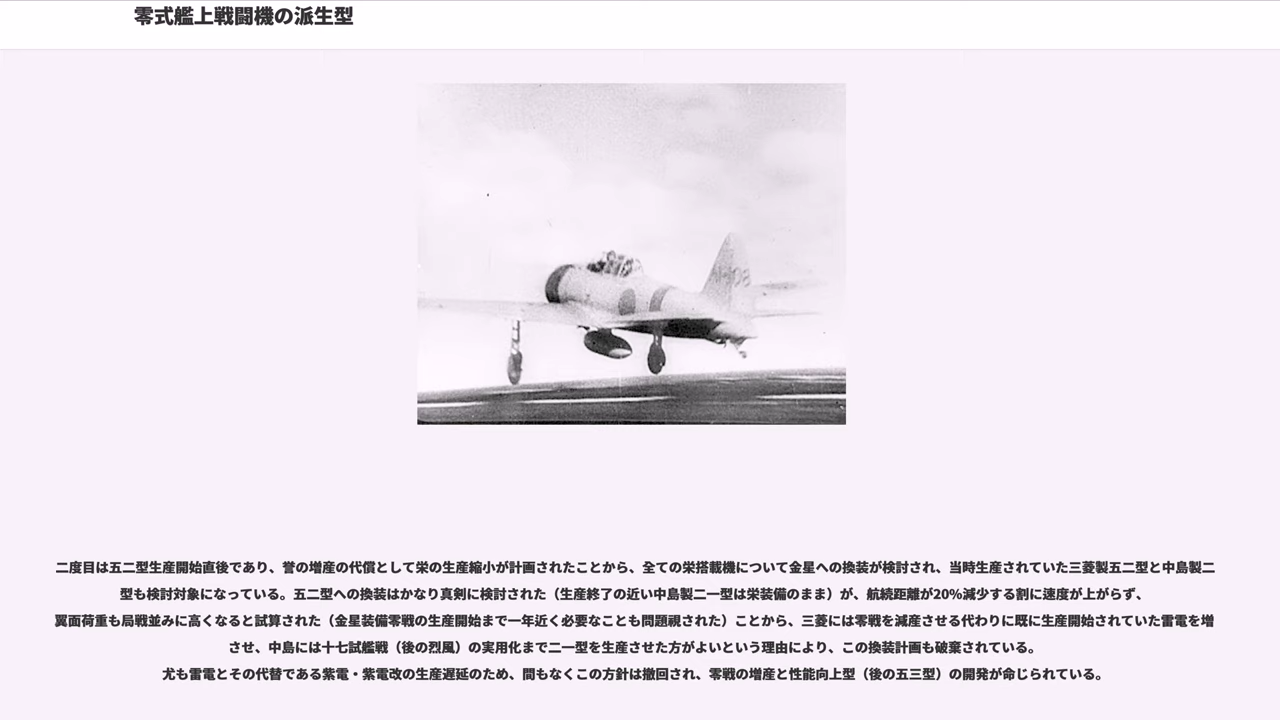 零式艦上戦闘機の派生型
二度目は五二型生産開始直後であり、誉の増産の代償として栄の生産縮小が計画されたことから、全ての栄搭載機について金星への換装が検討され、当時生産されていた三菱製五二型と中島製二
型も検討対象になっている。五二型への換装はかなり真剣に検討された（生産終了の近い中島製二一型は栄装備のまま）が、航続距離が20%減少する割に速度が上がらず、
翼面荷重も局戦並みに高くなると試算された（金星装備零戦の生産開始まで一年近く必要なことも問題視された）ことから、三菱には零戦を減産させる代わりに既に生産開始されていた雷電を増
させ、中島には十七試艦戦（後の烈風）の実用化まで二一型を生産させた方がよいという理由により、この換装計画も破棄されている。
尤も雷電とその代替である紫電・紫電改の生産遅延のため、間もなくこの方針は撤回され、零戦の増産と性能向上型（後の五三型）の開発が命じられている。